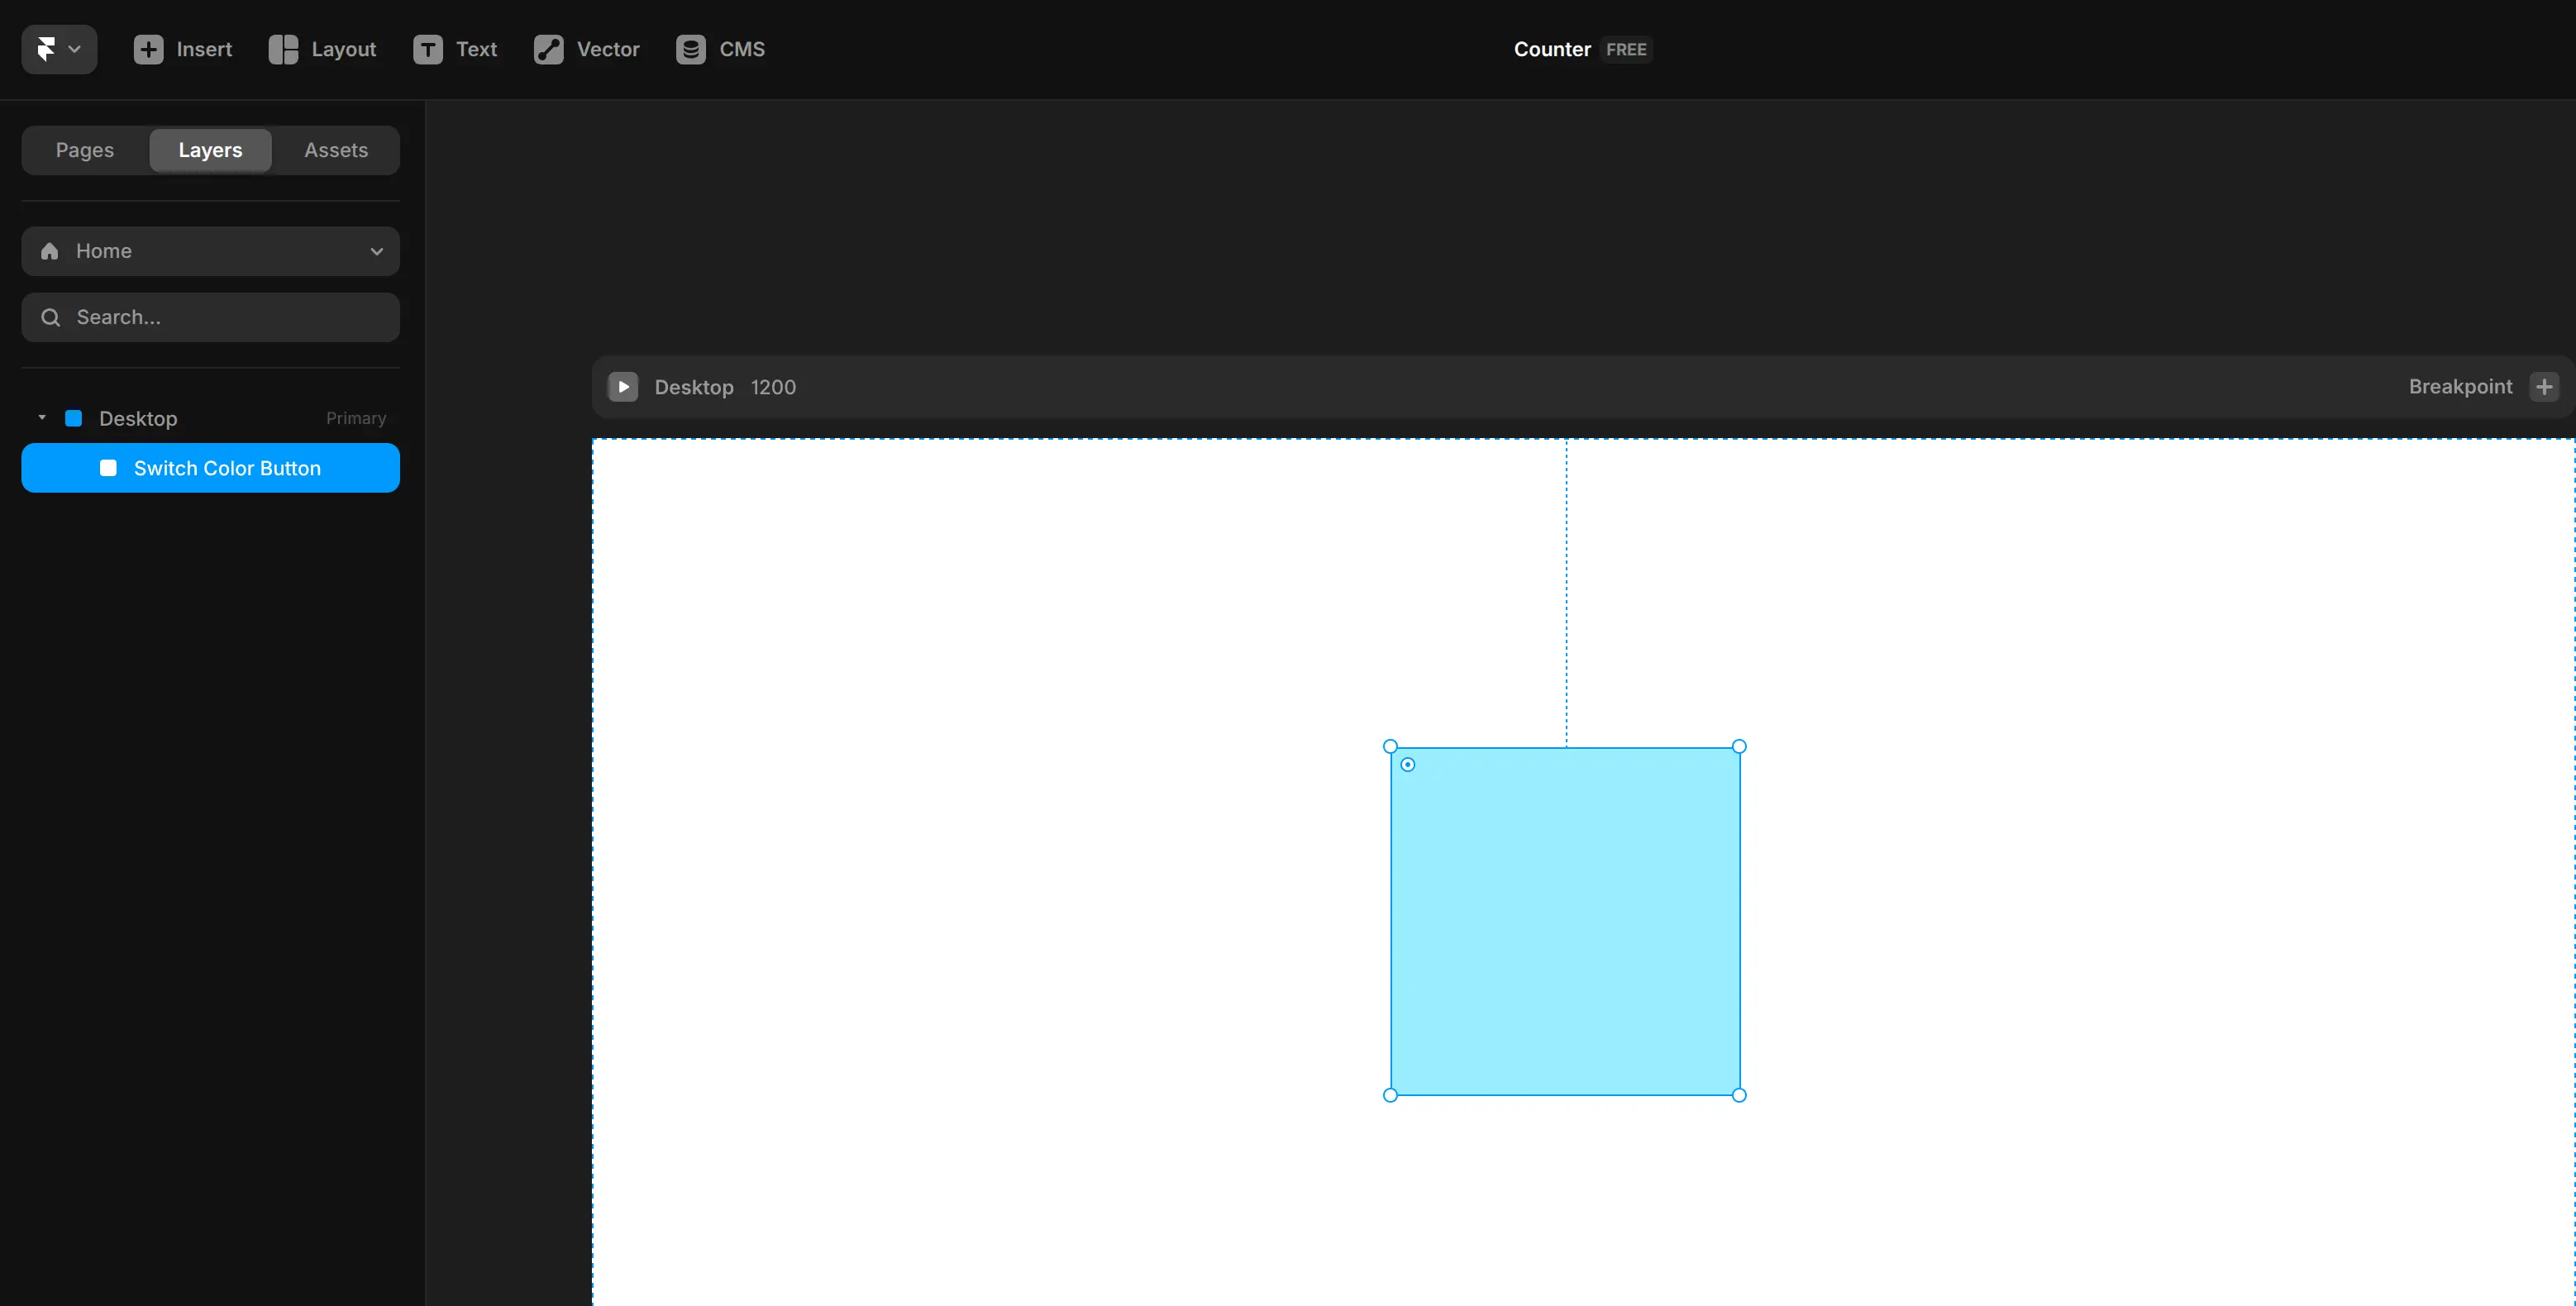 Insert Layout Text Vector CMS Counter FREE
Pages Layers Assets
Home
Search...
Desktop 1200 Breakpoint
Desktop Primary
Switch Color Button